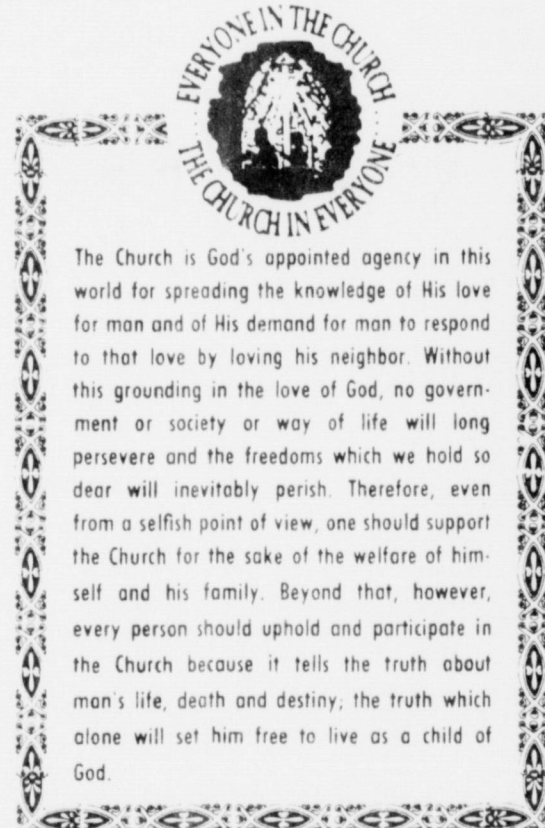 EVERYONE IN THE CHURCH
THE CHURCH IN EVERYONE
The Church is God's appointed agency in this
world for spreading the knowledge of His love
for man and of His demand for man to respond
to that love by loving his neighbor. Without
this grounding in the love of God, no govern-
ment or society or way of life will long
persevere and the freedoms which we hold so
dear will inevitably perish. Therefore, even
from a selfish point of view, one should support
the Church for the sake of the welfare of him-
self and his family. Beyond that, however,
every person should uphold and participate in
the Church because it tells the truth about
man's life, death and destiny; the truth which
alone will set him free to live as a child of
God.